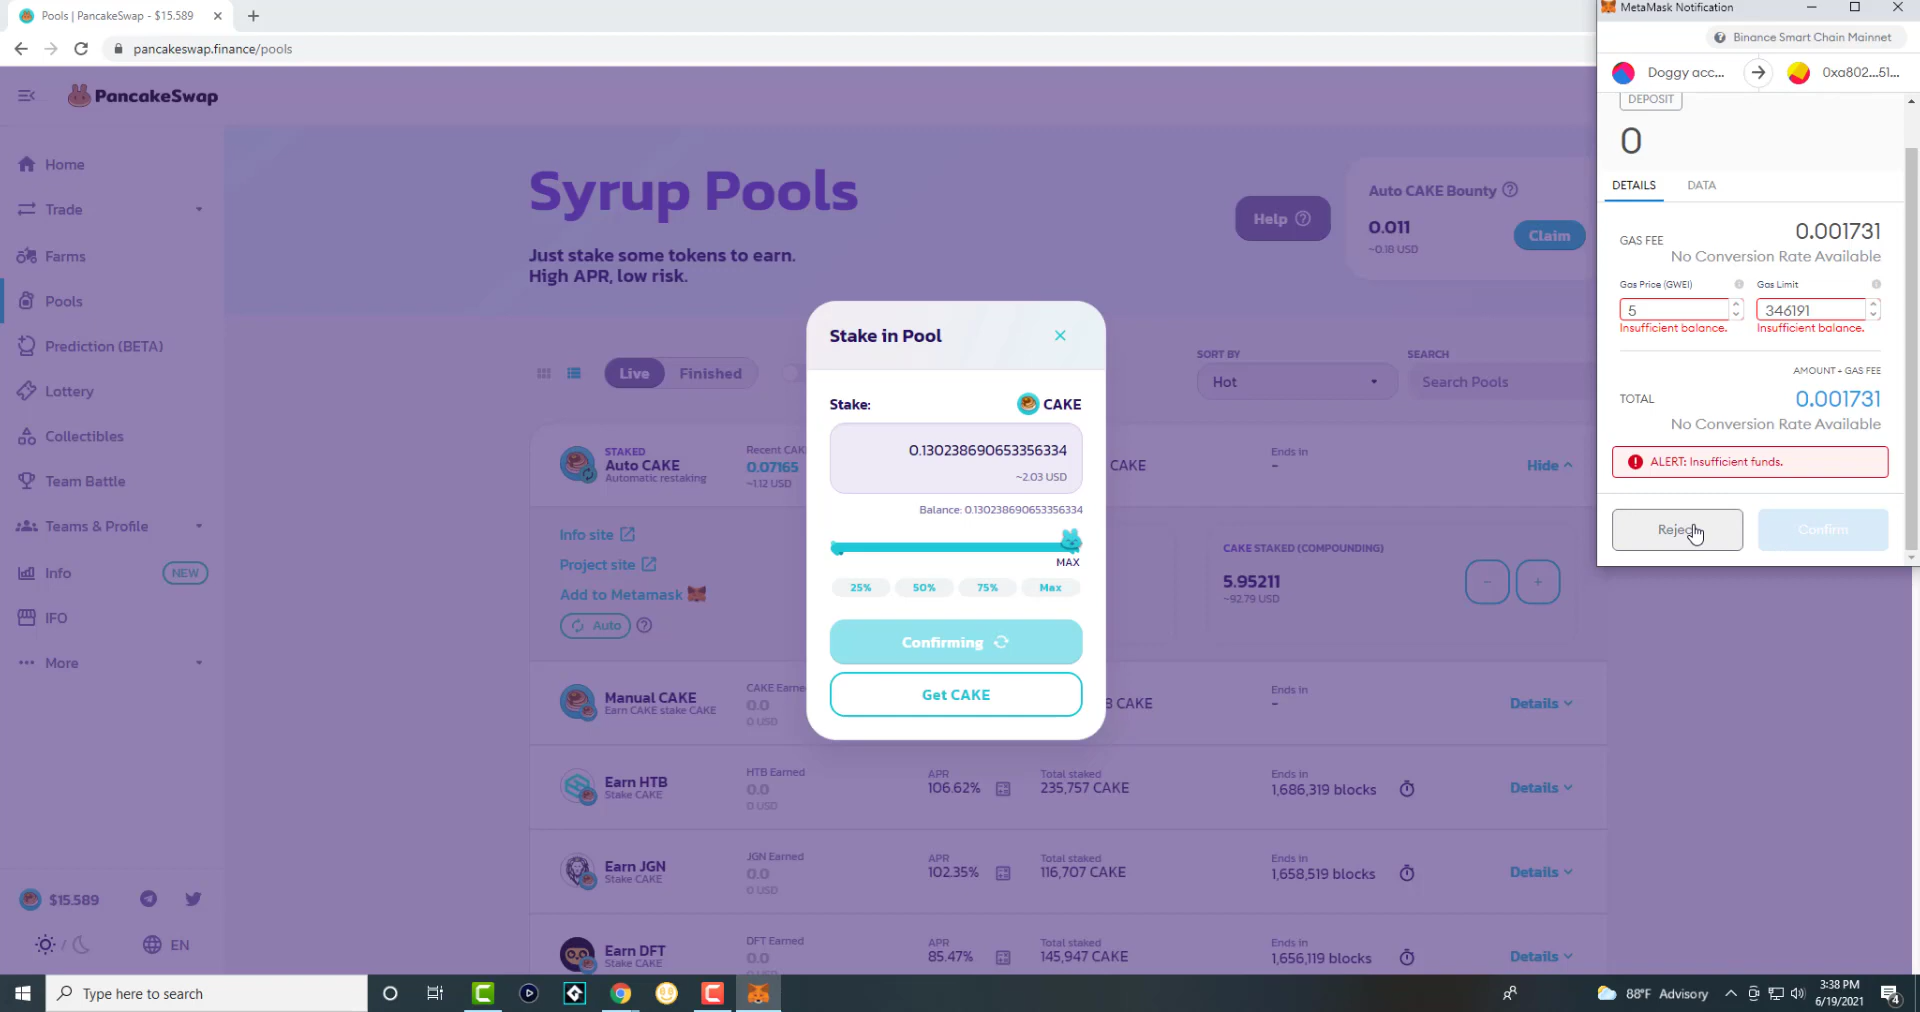 Pools | PancakeSwap - $15.589
pancakeswap.finance/pools
PancakeSwap
Home
Trade
Farms
Pools
Prediction (BETA)
Lottery
Collectibles
Team Battle
Teams & Profile
Info
NEW
IFO
More
$15.589
EN
Syrup Pools
Just stake some tokens to earn.
High APR, low risk.
Help
Auto CAKE Bounty
0.011
~0.18 USD
Claim
Live
Finished
SORT BY
Hot
SEARCH
Search Pools
STAKED
Auto CAKE
Automatic restaking
Recent CAK
0.07165
~1.12 USD
CAKE
Ends in
-
Hide
Info site
Project site
Add to Metamask
Auto
CAKE STAKED (COMPOUNDING)
5.95211
~92.79 USD
-
+
Manual CAKE
Earn CAKE stake CAKE
CAKE Earne
0.0
0 USD
8 CAKE
Ends in
-
Details
Earn HTB
Stake CAKE
HTB Earned
0.0
0 USD
APR
106.62%
Total staked
235,757 CAKE
Ends in
1,686,319 blocks
Details
Earn JGN
Stake CAKE
JGN Earned
0.0
0 USD
APR
102.35%
Total staked
116,707 CAKE
Ends in
1,658,519 blocks
Details
Earn DFT
Stake CAKE
DFT Earned
0.0
APR
85.47%
Total staked
145,947 CAKE
Ends in
1,656,119 blocks
Details
Stake in Pool
Stake:
CAKE
0.130238690653356334
~2.03 USD
Balance: 0.130238690653356334
MAX
25%
50%
75%
Max
Confirming
Get CAKE
MetaMask Notification
Binance Smart Chain Mainnet
Doggy acc...
0xa802...51...
DEPOSIT
0
DETAILS
DATA
GAS FEE
0.001731
No Conversion Rate Available
Gas Price (GWEI)
Gas Limit
5
346191
Insufficient balance.
Insufficient balance.
AMOUNT + GAS FEE
TOTAL
0.001731
No Conversion Rate Available
ALERT: Insufficient funds.
Reject
Confirm
Type here to search
88°F Advisory
3:38 PM
6/19/2021
4